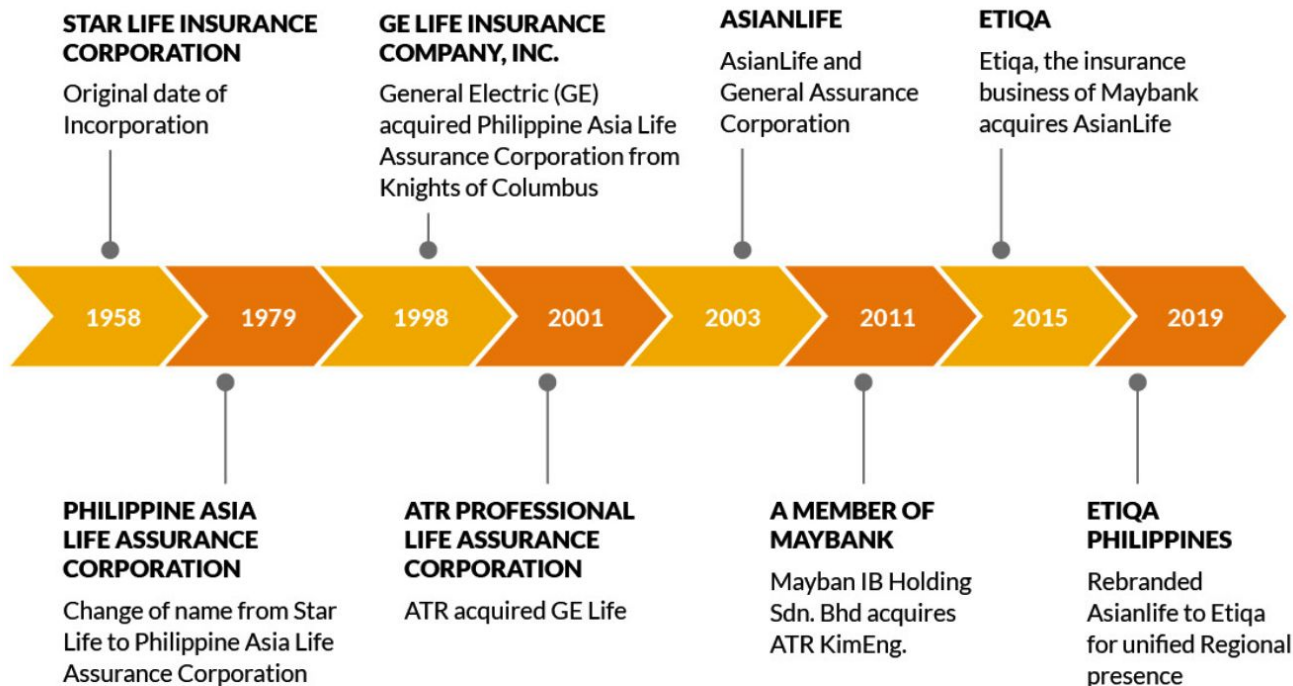 STAR LIFE INSURANCE
CORPORATION
Original date of
Incorporation
GE LIFE INSURANCE
COMPANY, INC.
General Electric (GE)
acquired Philippine Asia Life
Assurance Corporation from
Knights of Columbus
ASIANLIFE
AsianLife and
General Assurance
Corporation
ETIQA
Etiqa, the insurance
business of Maybank
acquires AsianLife
1958
1979
1998
2001
2003
2011
2015
2019
PHILIPPINE ASIA
LIFE ASSURANCE
CORPORATION
Change of name from Star
Life to Philippine Asia Life
Assurance Corporation
ATR PROFESSIONAL
LIFE ASSURANCE
CORPORATION
ATR acquired GE Life
A MEMBER OF
MAYBANK
Mayban IB Holding
Sdn. Bhd acquires
ATR KimEng.
ETIQA
PHILIPPINES
Rebranded
Asianlife to Etiqa
for unified Regional
presence